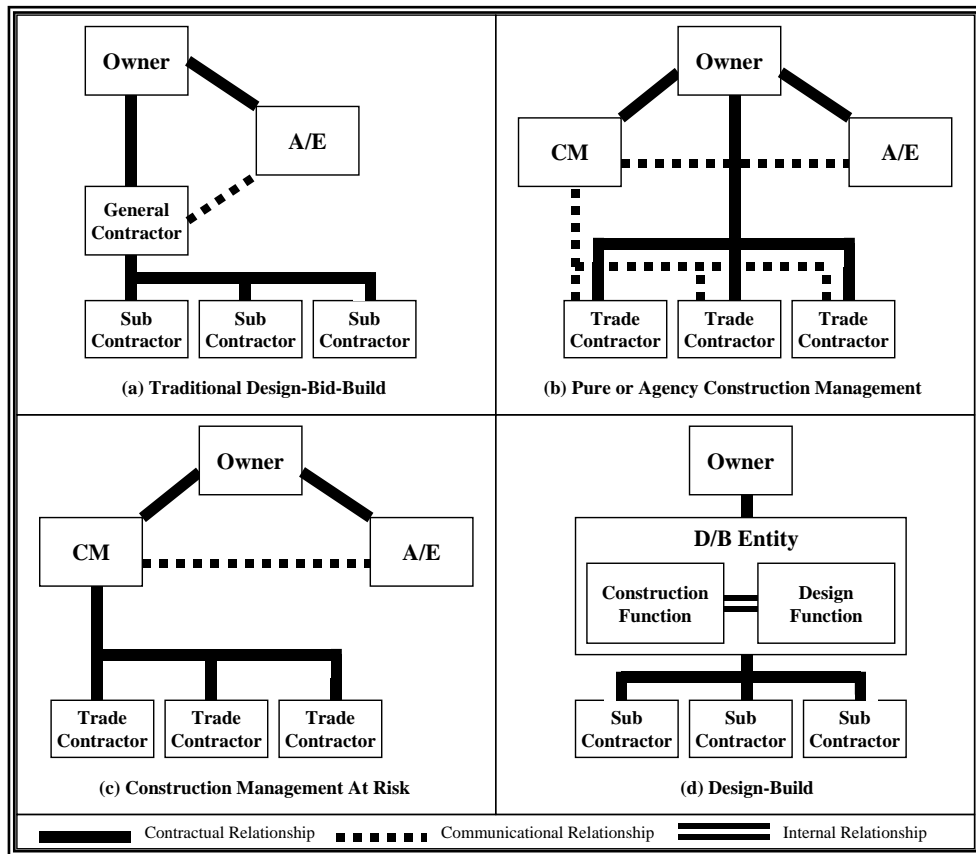 Owner
A/E
General
Contractor
Sub
Contractor
Sub
Contractor
Sub
Contractor
(a) Traditional Design-Bid-Build
Owner
CM
A/E
Trade
Contractor
Trade
Contractor
Trade
Contractor
(b) Pure or Agency Construction Management
Owner
CM
A/E
Trade
Contractor
Trade
Contractor
Trade
Contractor
(c) Construction Management At Risk
Owner
D/B Entity
Construction
Function
Design
Function
Sub
Contractor
Sub
Contractor
Sub
Contractor
(d) Design-Build
Contractual Relationship
Communicational Relationship
Internal Relationship